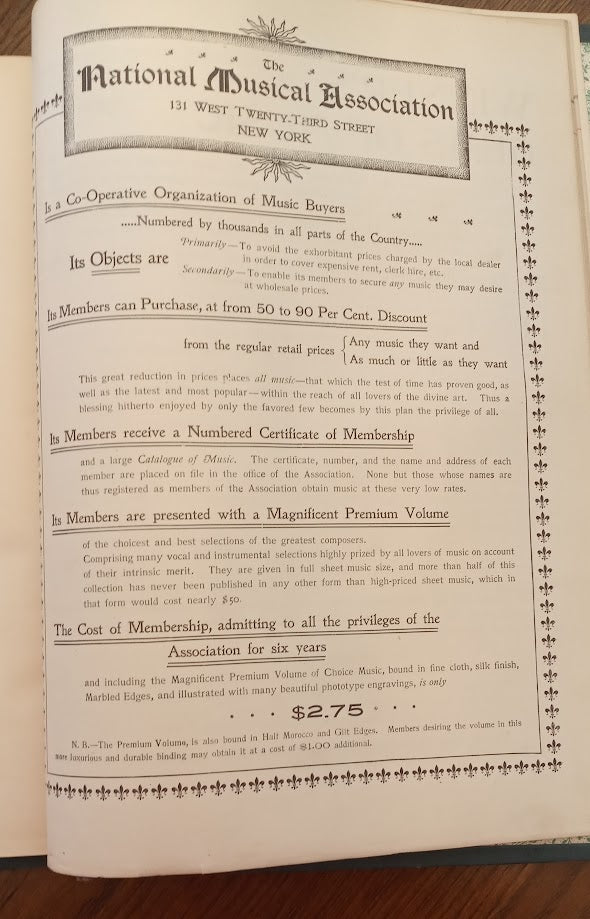 The
National Musical Association
131 WEST TWENTY-THIRD STREET
NEW YORK
Is a Co-Operative Organization of Music Buyers
.....Numbered by thousands in all parts of the Country.....
Its Objects are
Primarily—To avoid the exhorbitant prices charged by the local dealer
in order to cover expensive rent, clerk hire, etc.
Secondarily—To enable its members to secure any music they may desire
at wholesale prices.
Its Members can Purchase, at from 50 to 90 Per Cent. Discount
from the regular retail prices { Any music they want and
As much or little as they want
This great reduction in prices places all music—that which the test of time has proven good, as
well as the latest and most popular—within the reach of all lovers of the divine art. Thus a
blessing hitherto enjoyed by only the favored few becomes by this plan the privilege of all.
Its Members receive a Numbered Certificate of Membership
and a large Catalogue of Music. The certificate, number, and the name and address of each
member are placed on file in the office of the Association. None but those whose names are
thus registered as members of the Association obtain music at these very low rates.
Its Members are presented with a Magnificent Premium Volume
of the choicest and best selections of the greatest composers.
Comprising many vocal and instrumental selections highly prized by all lovers of music on account
of their intrinsic merit. They are given in full sheet music size, and more than half of this
collection has never been published in any other form than high-priced sheet music, which in
that form would cost nearly $50.
The Cost of Membership, admitting to all the privileges of the
Association for six years
and including the Magnificent Premium Volume of Choice Music, bound in fine cloth, silk finish,
Marbled Edges, and illustrated with many beautiful phototype engravings, is only
. . . $2.75 . . .
N. B.—The Premium Volume, is also bound in Half Morocco and Gilt Edges. Members desiring the volume in this
more luxurious and durable binding may obtain it at a cost of $1.00 additional.